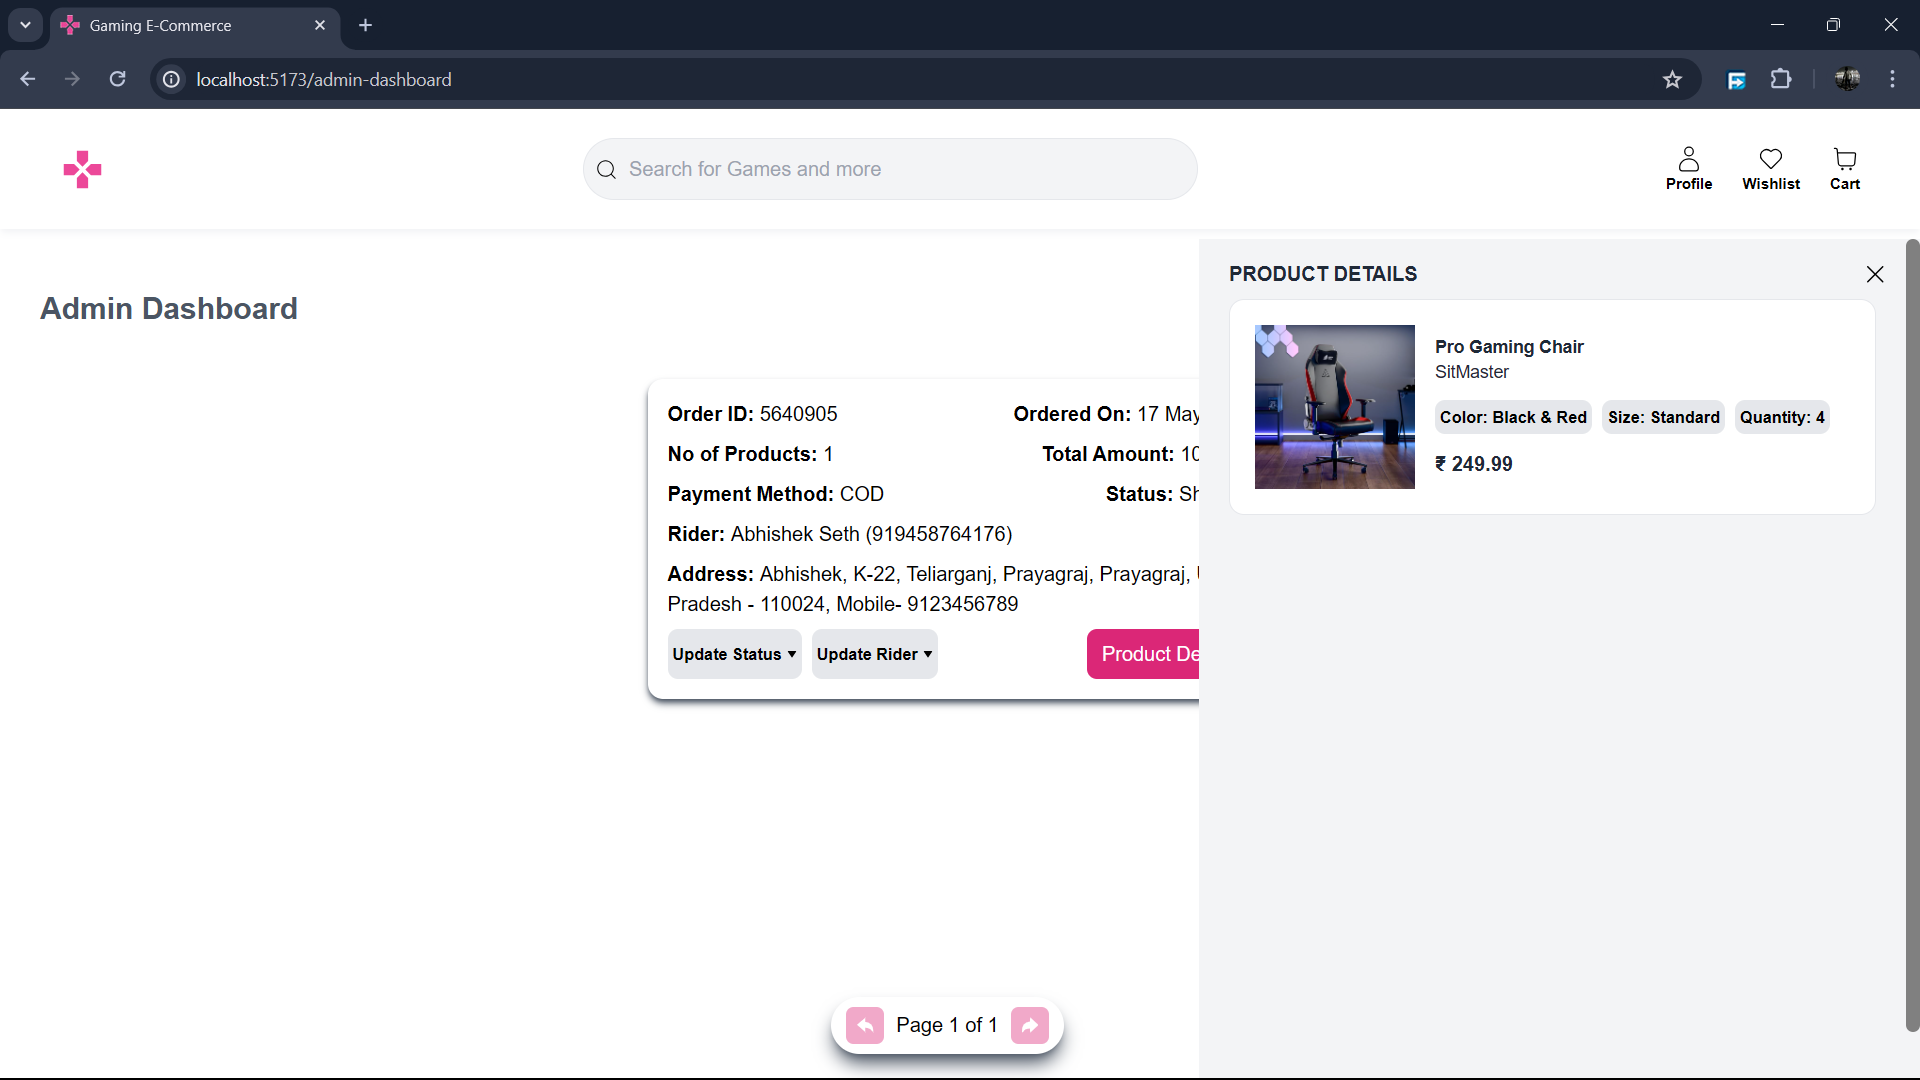 Gaming E-Commerce
localhost:5173/admin-dashboard
Search for Games and more
Profile
Wishlist
Cart
Admin Dashboard
Order ID: 5640905
Ordered On: 17 May
No of Products: 1
Total Amount: 10
Payment Method: COD
Status: Sh
Rider: Abhishek Seth (919458764176)
Address: Abhishek, K-22, Teliarganj, Prayagraj, Prayagraj,
Pradesh - 110024, Mobile- 9123456789
Update Status ▾
Update Rider ▾
Product De
Page 1 of 1
PRODUCT DETAILS
Pro Gaming Chair
SitMaster
Color: Black & Red
Size: Standard
Quantity: 4
₹ 249.99